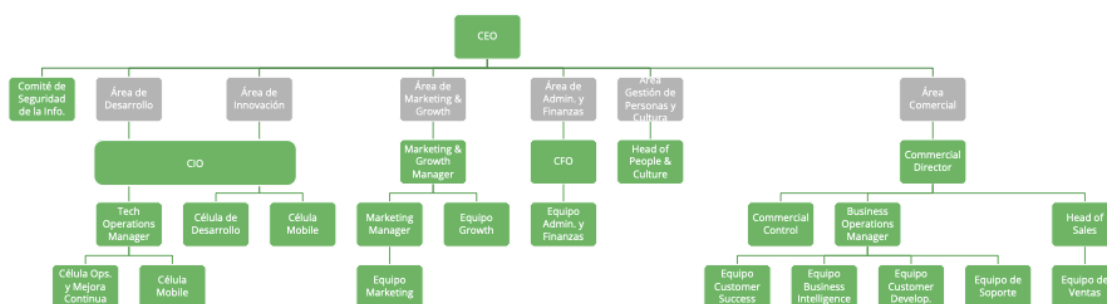 CEO
Comité de
Seguridad
de la Info.
Área de
Desarrollo
Área de
Innovación
Área de
Marketing &
Growth
Área de
Admin. y
Finanzas
Área
Gestión de
Personas y
Cultura
Área
Comercial
CIO
Marketing &
Growth
Manager
CFO
Head of
People &
Culture
Commercial
Director
Tech
Operations
Manager
Célula de
Desarrollo
Célula
Mobile
Marketing
Manager
Equipo
Growth
Equipo
Admin. y
Finanzas
Commercial
Control
Business
Operations
Manager
Head of
Sales
Célula Ops.
y Mejora
Continua
Célula
Mobile
Equipo
Marketing
Equipo
Customer
Success
Equipo
Business
Intelligence
Equipo
Customer
Develop.
Equipo de
Soporte
Equipo de
Ventas